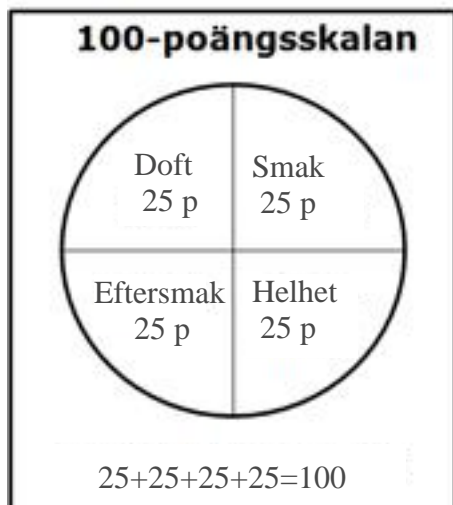 100-poängsskalan
Doft
25 p
Smak
25 p
Eftersmak
25 p
Helhet
25 p
25+25+25+25=100